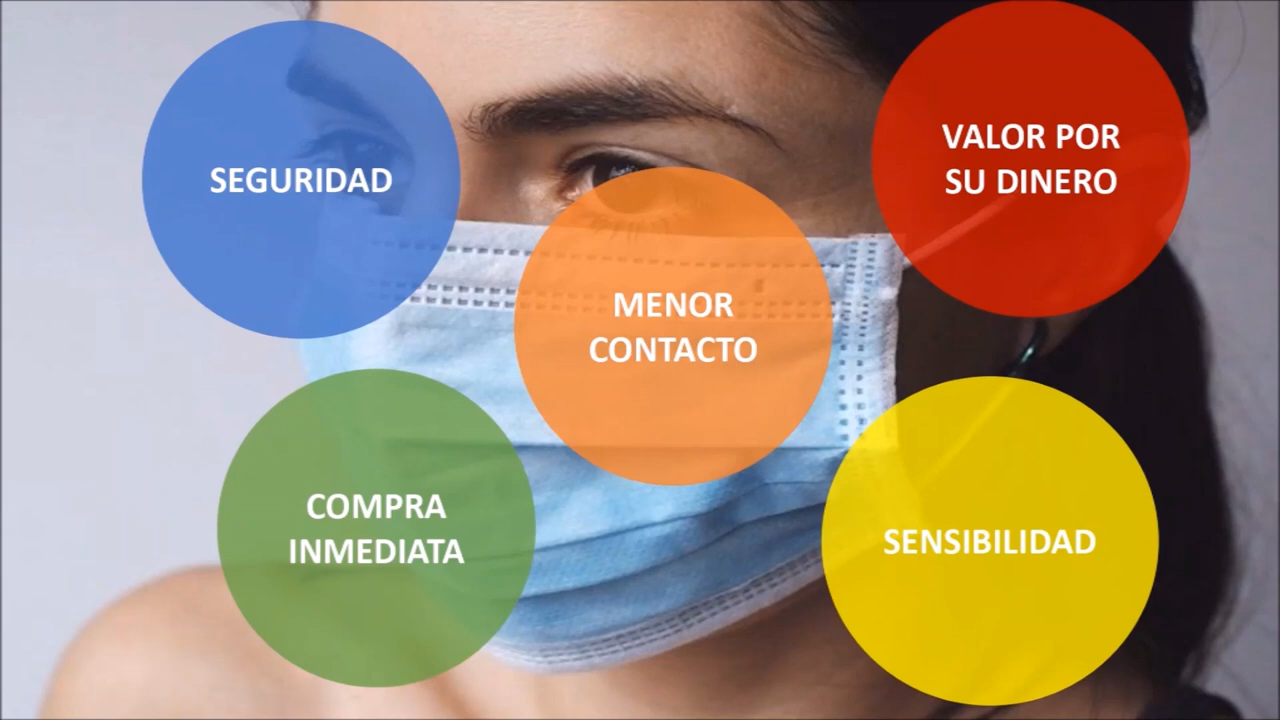 SEGURIDAD
VALOR POR
SU DINERO
MENOR
CONTACTO
COMPRA
INMEDIATA
SENSIBILIDAD